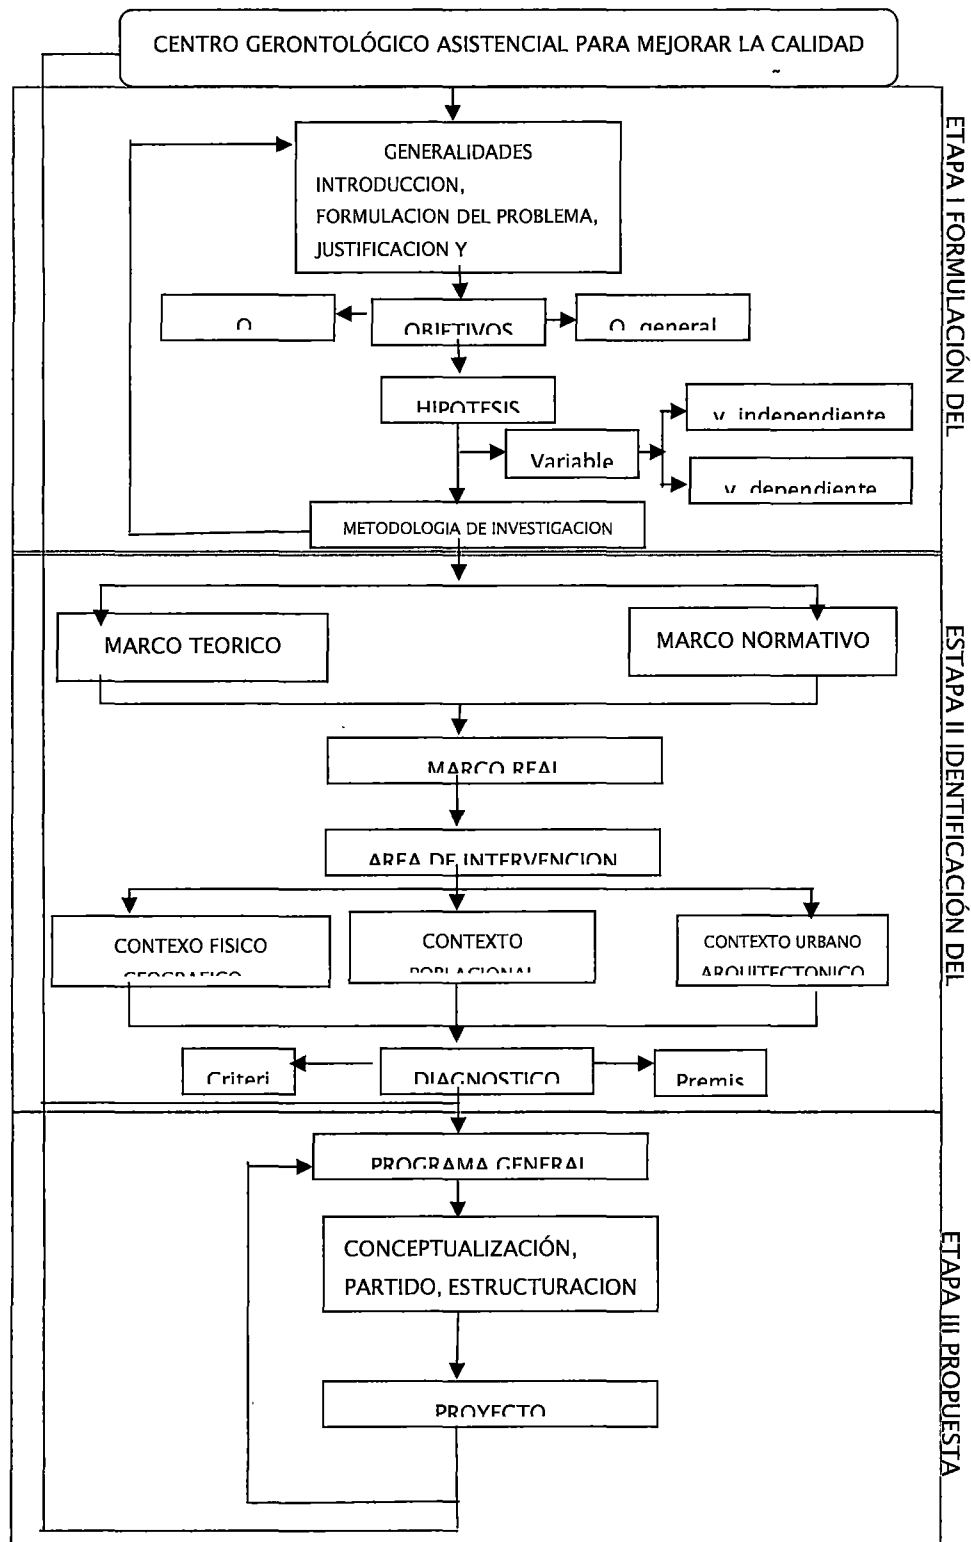 CENTRO GERONTOLÓGICO ASISTENCIAL PARA MEJORAR LA CALIDAD
ETAPA I FORMULACIÓN DEL
GENERALIDADES
INTRODUCCION,
FORMULACION DEL PROBLEMA,
JUSTIFICACION Y
O
OBJETIVOS
O. general
HIPOTESIS
v. independiente
Variable
v. dependiente
METODOLOGIA DE INVESTIGACION
ESTAPA II IDENTIFICACIÓN DEL
MARCO TEORICO
MARCO NORMATIVO
MARCO REAL
AREA DE INTERVENCION
CONTEXO FISICO
GEOGRAFICO
CONTEXTO
POBLACIONAL
CONTEXTO URBANO
ARQUITECTONICO
Criteri
DIAGNOSTICO
Premis
ETAPA III PROPUESTA
PROGRAMA GENERAL
CONCEPTUALIZACIÓN,
PARTIDO, ESTRUCTURACION
PROYECTO